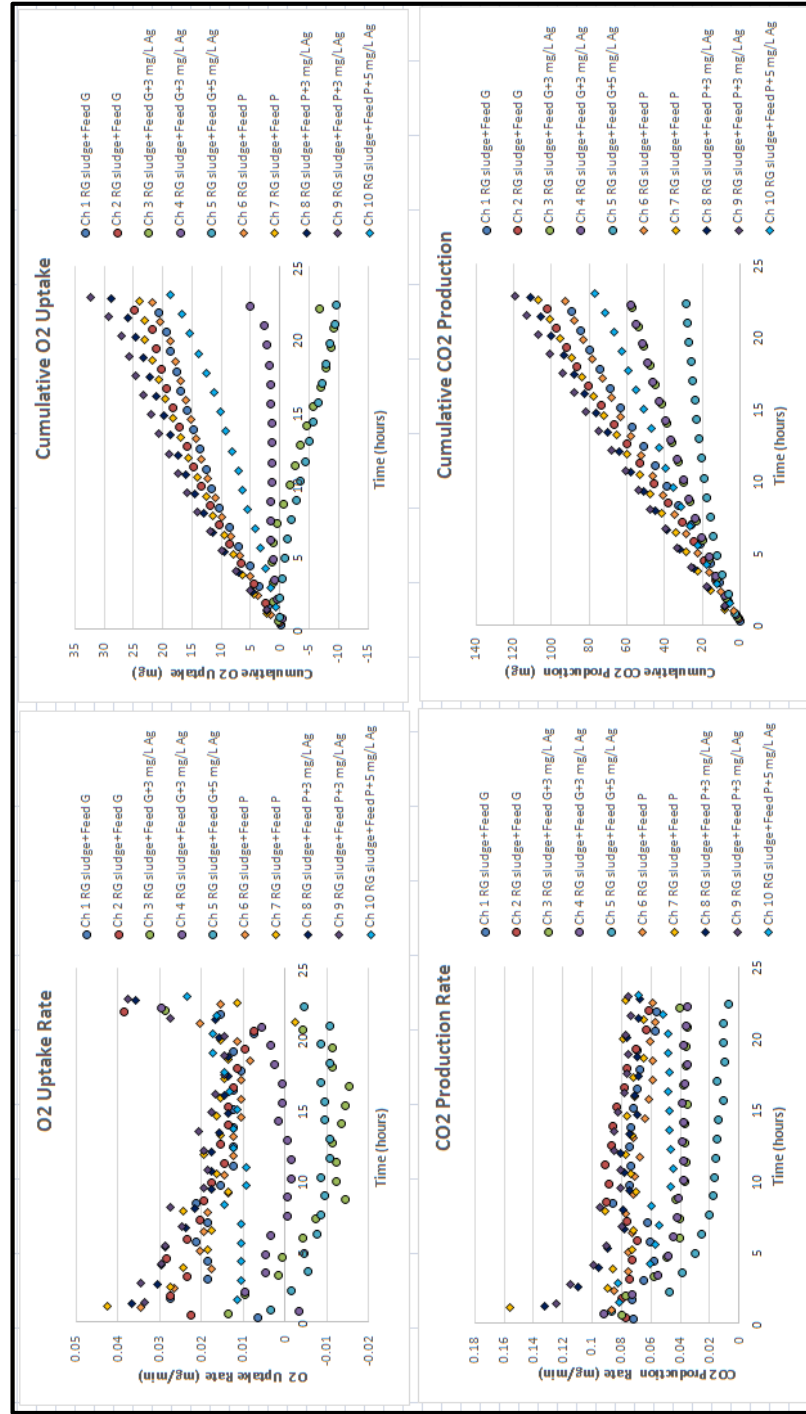 O2 Uptake Rate
O2 Uptake Rate (mg/min)
0.05
0.04
0.03
0.02
0.01
0
-0.01
-0.02
0
5
10
15
20
25
Time (hours)
Ch 1 RG sludge+Feed G
Ch 2 RG sludge+Feed G
Ch 3 RG sludge+Feed G+3 mg/L Ag
Ch 4 RG sludge+Feed G+3 mg/L Ag
Ch 5 RG sludge+Feed G+5 mg/L Ag
Ch 6 RG sludge+Feed P
Ch 7 RG sludge+Feed P
Ch 8 RG sludge+Feed P+3 mg/L Ag
Ch 9 RG sludge+Feed P+3 mg/L Ag
Ch 10 RG sludge+Feed P+5 mg/L Ag
Cumulative O2 Uptake
Cumulative O2 Uptake (mg)
35
30
25
20
15
10
5
0
-5
-10
-15
0
5
10
15
20
25
Time (hours)
Ch 1 RG sludge+Feed G
Ch 2 RG sludge+Feed G
Ch 3 RG sludge+Feed G+3 mg/L Ag
Ch 4 RG sludge+Feed G+3 mg/L Ag
Ch 5 RG sludge+Feed G+5 mg/L Ag
Ch 6 RG sludge+Feed P
Ch 7 RG sludge+Feed P
Ch 8 RG sludge+Feed P+3 mg/L Ag
Ch 9 RG sludge+Feed P+3 mg/L Ag
Ch 10 RG sludge+Feed P+5 mg/L Ag
CO2 Production Rate
CO2 Production Rate (mg/min)
0.18
0.16
0.14
0.12
0.1
0.08
0.06
0.04
0.02
0
0
5
10
15
20
25
Time (hours)
Ch 1 RG sludge+Feed G
Ch 2 RG sludge+Feed G
Ch 3 RG sludge+Feed G+3 mg/L Ag
Ch 4 RG sludge+Feed G+3 mg/L Ag
Ch 5 RG sludge+Feed G+5 mg/L Ag
Ch 6 RG sludge+Feed P
Ch 7 RG sludge+Feed P
Ch 8 RG sludge+Feed P+3 mg/L Ag
Ch 9 RG sludge+Feed P+3 mg/L Ag
Ch 10 RG sludge+Feed P+5 mg/L Ag
Cumulative CO2 Production
Cumulative CO2 Production (mg)
140
120
100
80
60
40
20
0
0
5
10
15
20
25
Time (hours)
Ch 1 RG sludge+Feed G
Ch 2 RG sludge+Feed G
Ch 3 RG sludge+Feed G+3 mg/L Ag
Ch 4 RG sludge+Feed G+3 mg/L Ag
Ch 5 RG sludge+Feed G+5 mg/L Ag
Ch 6 RG sludge+Feed P
Ch 7 RG sludge+Feed P
Ch 8 RG sludge+Feed P+3 mg/L Ag
Ch 9 RG sludge+Feed P+3 mg/L Ag
Ch 10 RG sludge+Feed P+5 mg/L Ag